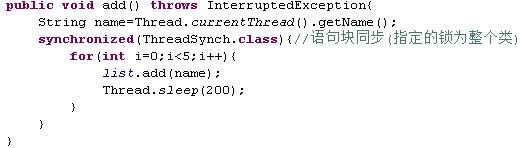 public void add() throws InterruptedException{
    String name=Thread.currentThread().getName();
    synchronized(ThreadSynch.class){//语句块同步(指定的锁为整个类)
        for(int i=0;i<5;i++){
            list.add(name);
            Thread.sleep(200);
        }
    }
}